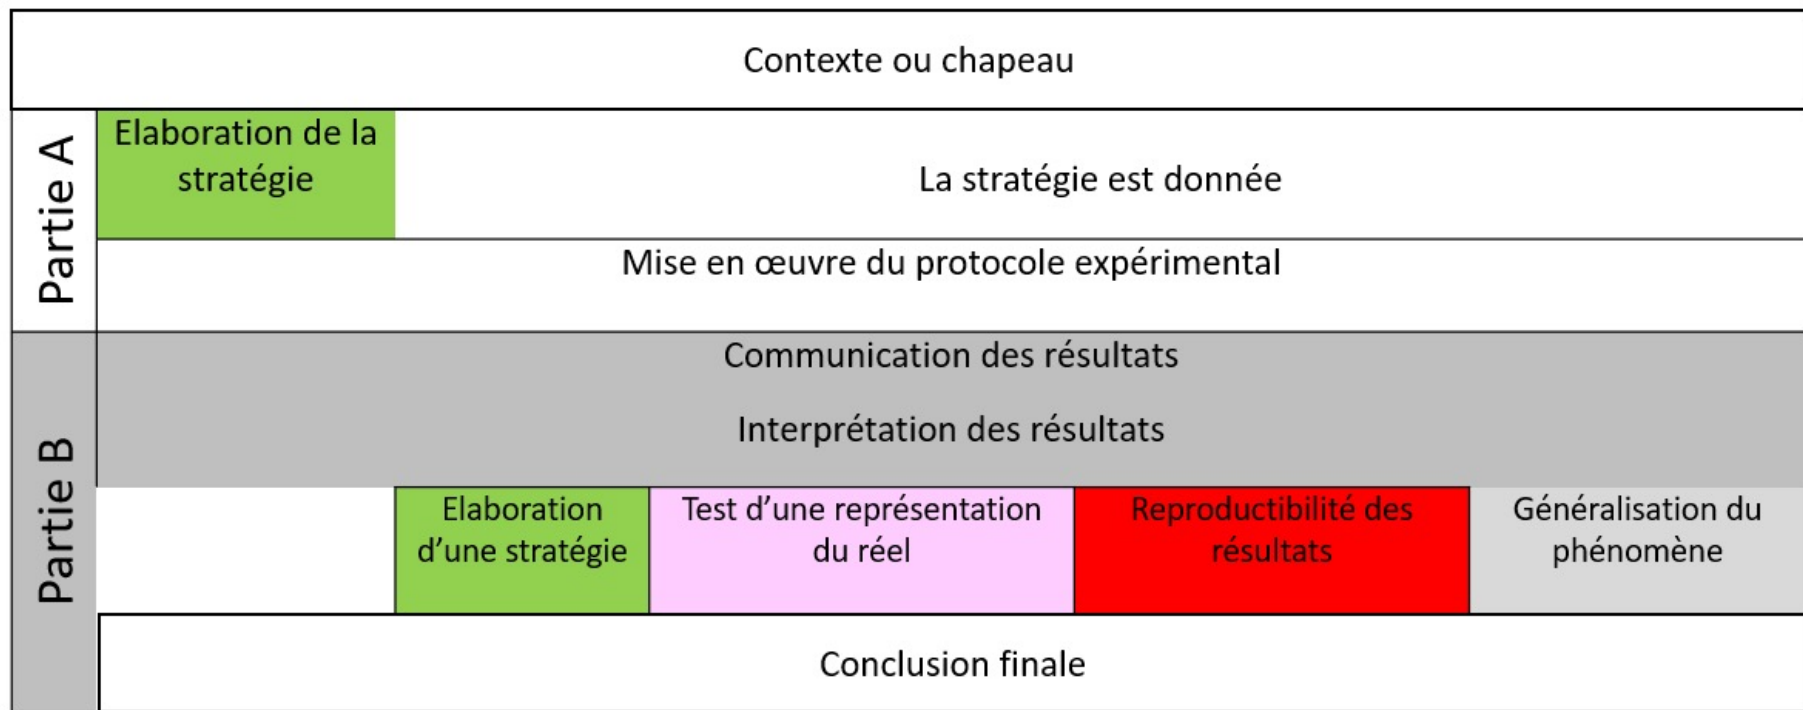 Contexte ou chapeau
Partie A
Elaboration de la
stratégie
La stratégie est donnée
Mise en œuvre du protocole expérimental
Partie B
Communication des résultats
Interprétation des résultats
Elaboration
d'une stratégie
Test d'une représentation
du réel
Reproductibilité des
résultats
Généralisation du
phénomène
Conclusion finale